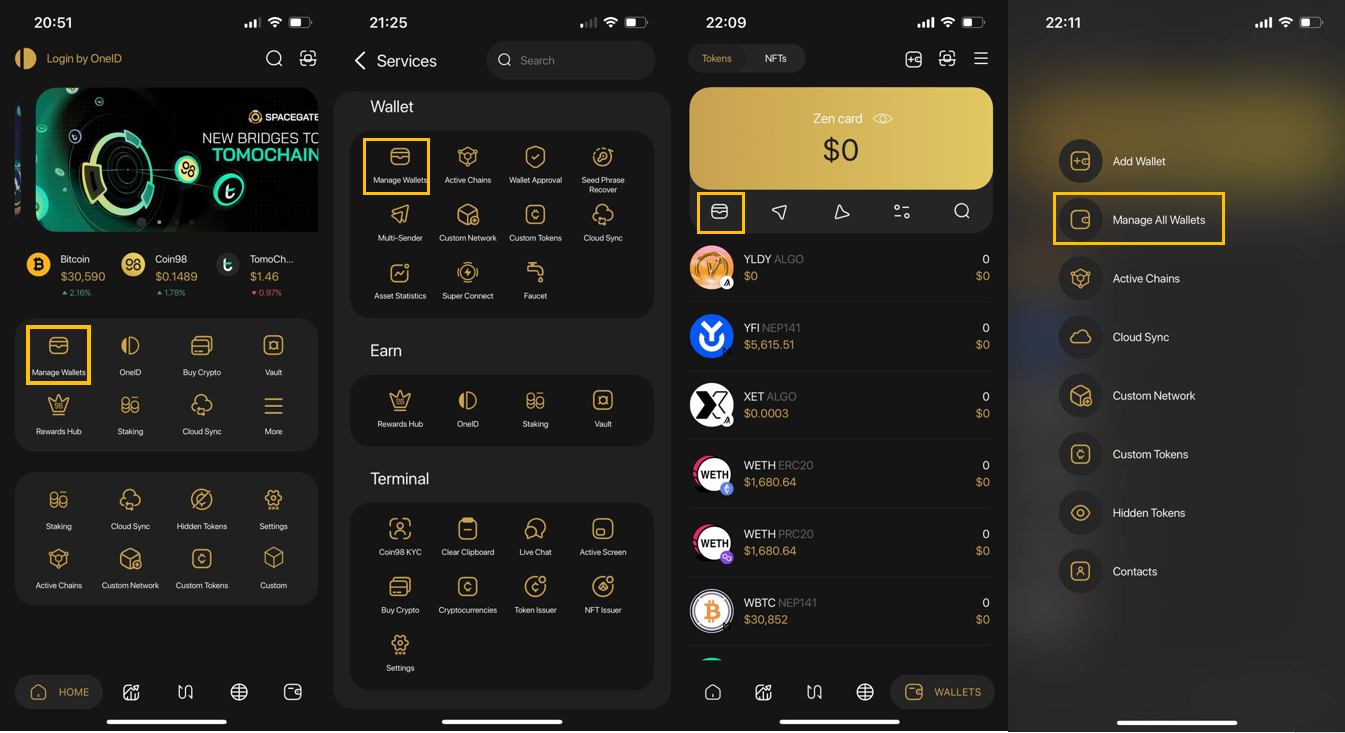 20:51
Login by OneID
SPACEGATE
NEW BRIDGES TO
TOMOCHAIN
Bitcoin
$30,590
2.16%
Coin98
$0.1489
1.78%
TomoCh...
$1.46
0.97%
Manage Wallets
OneID
Buy Crypto
Vault
Rewards Hub
Staking
Cloud Sync
More
Staking
Cloud Sync
Hidden Tokens
Settings
Active Chains
Custom Network
Custom Tokens
Custom
HOME
21:25
Services
Search
Wallet
Manage Wallets
Active Chains
Wallet Approval
Seed Phrase
Recover
Multi-Sender
Custom Network
Custom Tokens
Cloud Sync
Asset Statistics
Super Connect
Faucet
Earn
Rewards Hub
OneID
Staking
Vault
Terminal
Coin98 KYC
Clear Clipboard
Live Chat
Active Screen
Buy Crypto
Cryptocurrencies
Token Issuer
NFT Issuer
Settings
22:09
Tokens
NFTs
Zen card
$0
YLDY ALGO
0
$0
$0
YFI NEP141
0
$5,615.51
$0
XET ALGO
0
$0.0003
$0
WETH
WETH ERC20
0
$1,680.64
$0
WETH
WETH PRC20
0
$1,680.64
$0
WBTC NEP141
0
$30,852
$0
WALLETS
22:11
Add Wallet
Manage All Wallets
Active Chains
Cloud Sync
Custom Network
Custom Tokens
Hidden Tokens
Contacts